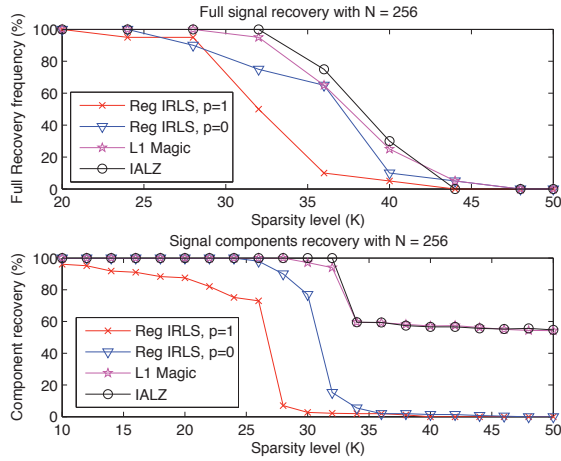 Full signal recovery with N = 256
Full Recovery frequency (%)
100
80
60
40
20
0
Reg IRLS, p=1
Reg IRLS, p=0
L1 Magic
IALZ
20 25 30 35 40 45 50
Sparsity level (K)
Signal components recovery with N = 256
Component recovery (%)
100
80
60
40
20
0
Reg IRLS, p=1
Reg IRLS, p=0
L1 Magic
IALZ
10 15 20 25 30 35 40 45 50
Sparsity level (K)